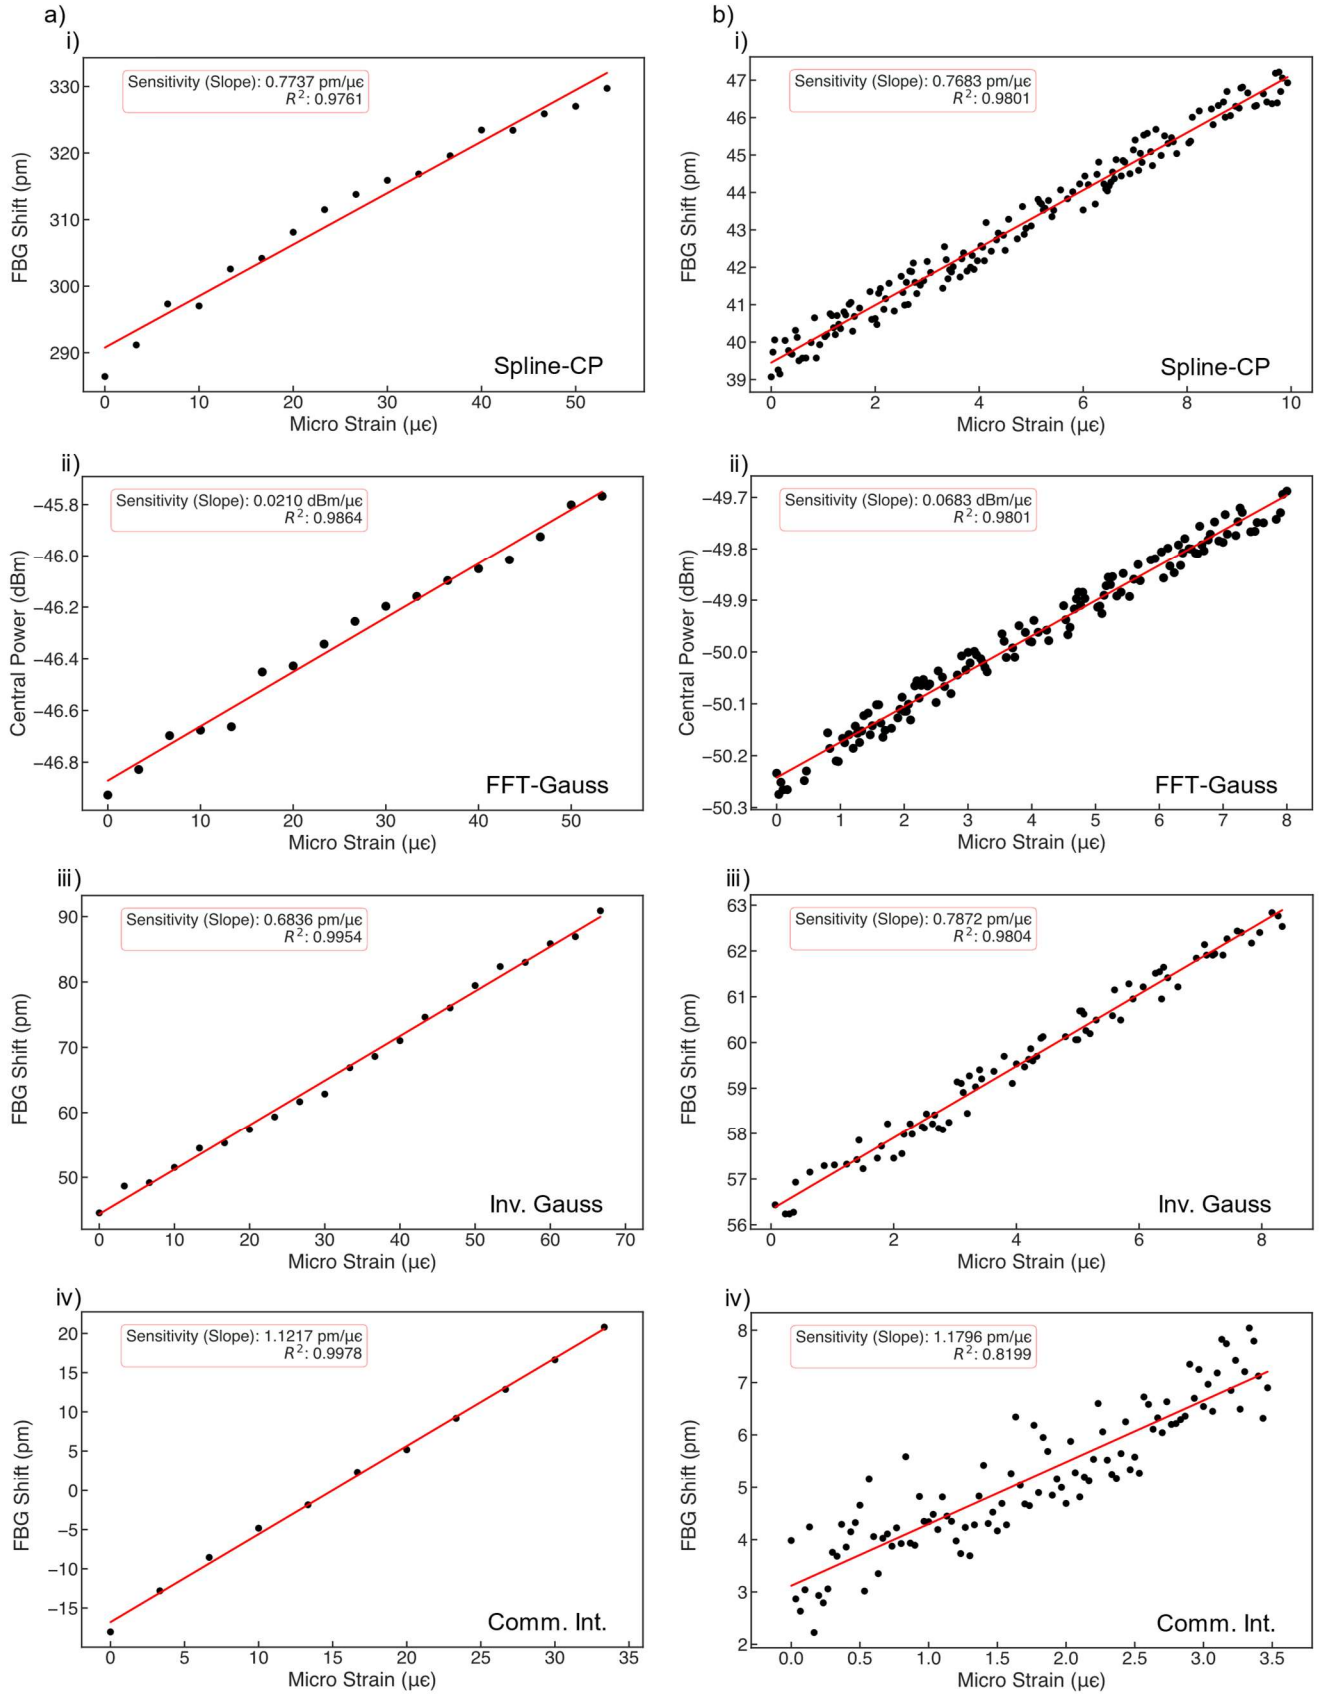 a)
i)
330
320
310
300
290
Sensitivity (Slope): 0.7737 pm/µϵ
R²: 0.9761
FBG Shift (pm)
Spline-CP
0 10 20 30 40 50
Micro Strain (µϵ)
b)
i)
47
46
45
44
43
42
41
40
39
Sensitivity (Slope): 0.7683 pm/µϵ
R²: 0.9801
FBG Shift (pm)
Spline-CP
0 2 4 6 8 10
Micro Strain (µϵ)
ii)
−45.8
−46.0
−46.2
−46.4
−46.6
−46.8
Sensitivity (Slope): 0.0210 dBm/µϵ
R²: 0.9864
Central Power (dBm)
FFT-Gauss
0 10 20 30 40 50
Micro Strain (µϵ)
ii)
−49.7
−49.8
−49.9
−50.0
−50.1
−50.2
−50.3
Sensitivity (Slope): 0.0683 dBm/µϵ
R²: 0.9801
Central Power (dBm)
FFT-Gauss
0 1 2 3 4 5 6 7 8
Micro Strain (µϵ)
iii)
90
80
70
60
50
Sensitivity (Slope): 0.6836 pm/µϵ
R²: 0.9954
FBG Shift (pm)
Inv. Gauss
0 10 20 30 40 50 60 70
Micro Strain (µϵ)
iii)
63
62
61
60
59
58
57
56
Sensitivity (Slope): 0.7872 pm/µϵ
R²: 0.9804
FBG Shift (pm)
Inv. Gauss
0 2 4 6 8
Micro Strain (µϵ)
iv)
20
15
10
5
0
−5
−10
−15
Sensitivity (Slope): 1.1217 pm/µϵ
R²: 0.9978
FBG Shift (pm)
Comm. Int.
0 5 10 15 20 25 30 35
Micro Strain (µϵ)
iv)
8
7
6
5
4
3
2
Sensitivity (Slope): 1.1796 pm/µϵ
R²: 0.8199
FBG Shift (pm)
Comm. Int.
0.0 0.5 1.0 1.5 2.0 2.5 3.0 3.5
Micro Strain (µϵ)